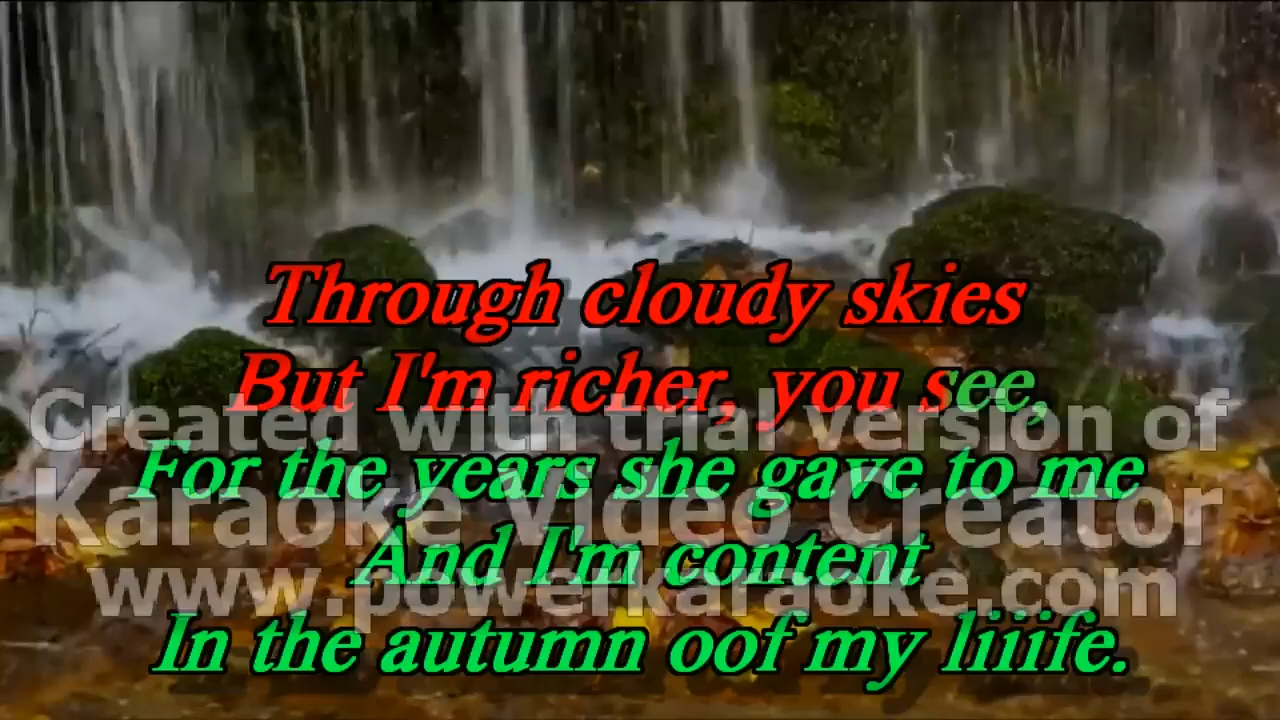 Through cloudy skies
But I'm richer, you see,
Created with trial version of
For the years she gave to me
Karaoke Video Creator
And I'm content
www.powerkaraoke.com
In the autumn oof my liiife.